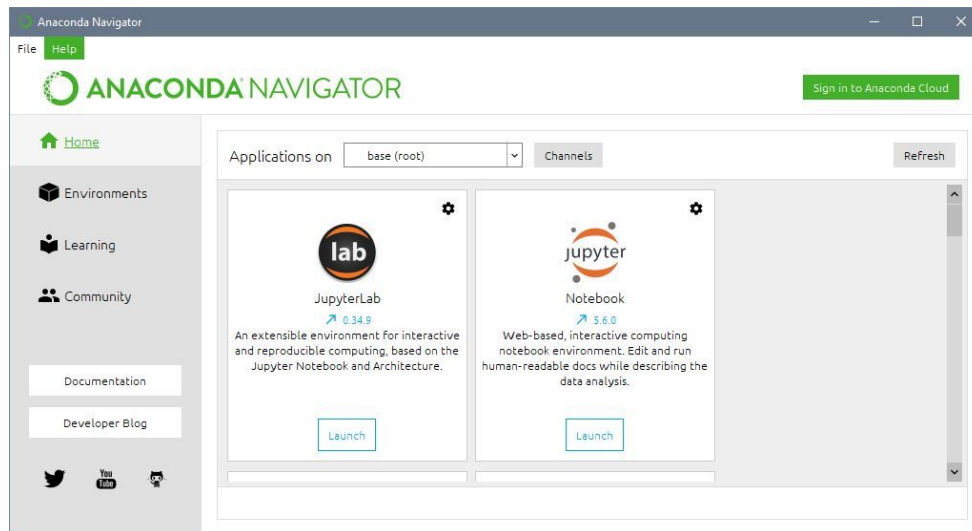 Anaconda Navigator
File Help
ANACONDA NAVIGATOR
Sign in to Anaconda Cloud
Home
Environments
Learning
Community
Documentation
Developer Blog
You
Tube
Applications on base (root) Channels Refresh
lab
JupyterLab
0.34.9
An extensible environment for interactive
and reproducible computing, based on the
Jupyter Notebook and Architecture.
Launch
jupyter
Notebook
5.6.0
Web-based, interactive computing
notebook environment. Edit and run
human-readable docs while describing the
data analysis.
Launch